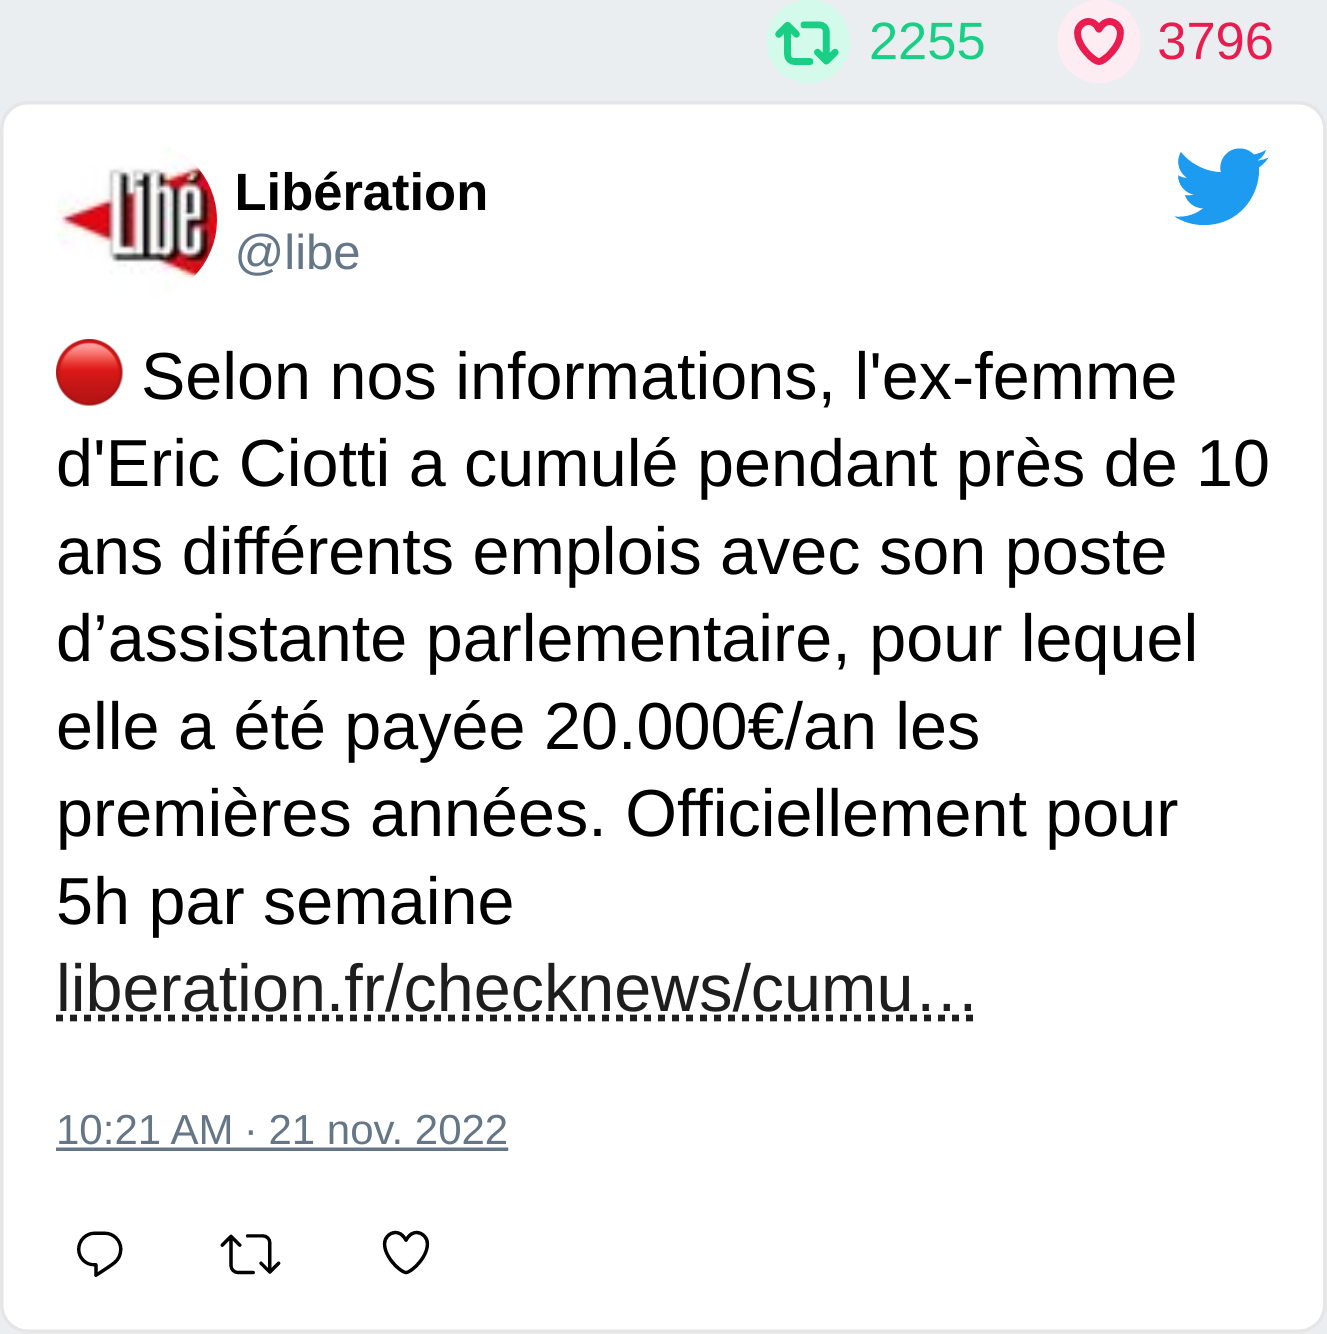 2255 3796
Libé
Libération
@libe
🔴 Selon nos informations, l'ex-femme
d'Eric Ciotti a cumulé pendant près de 10
ans différents emplois avec son poste
d’assistante parlementaire, pour lequel
elle a été payée 20.000€/an les
premières années. Officiellement pour
5h par semaine
liberation.fr/checknews/cumu…
10:21 AM · 21 nov. 2022